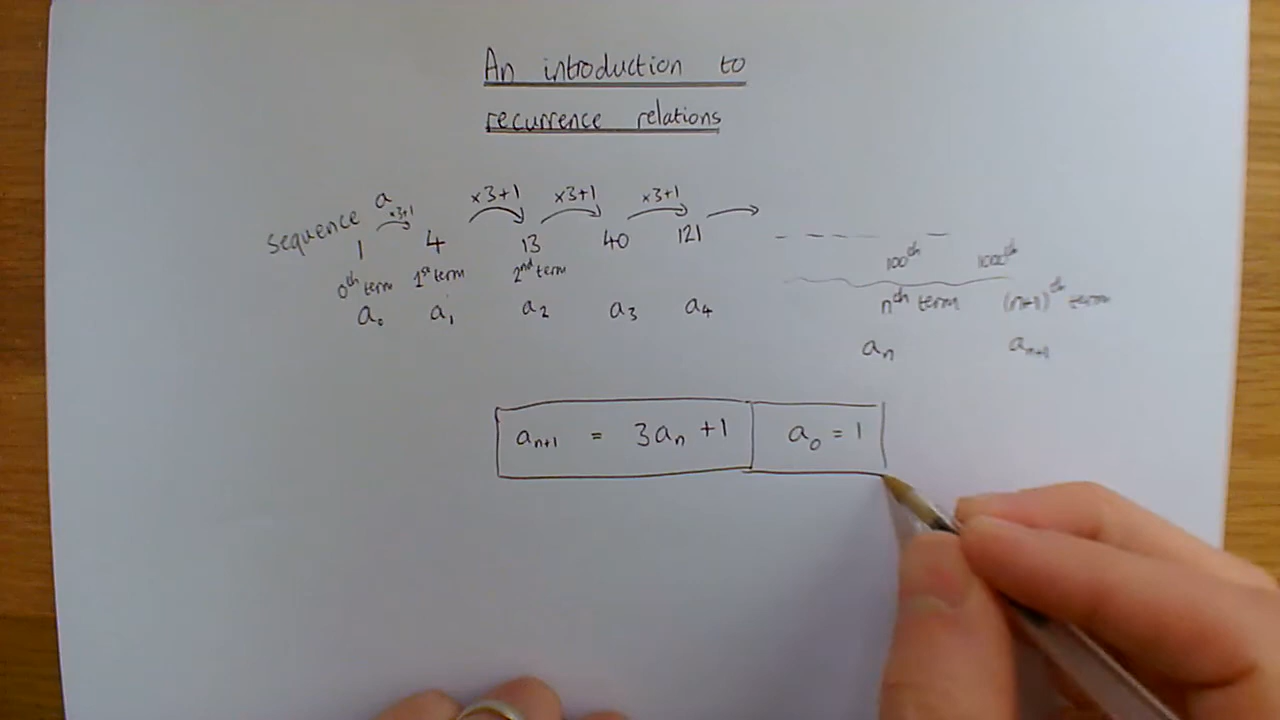 An introduction to
recurrence relations
sequence a
×3+1 ×3+1 ×3+1 ×3+1
1 4 13 40 121
100th
0th term 1st term 2nd term
nth term (n+1)th term
a0 a1 a2 a3 a4
an an+1
an+1 = 3an +1 a0 = 1